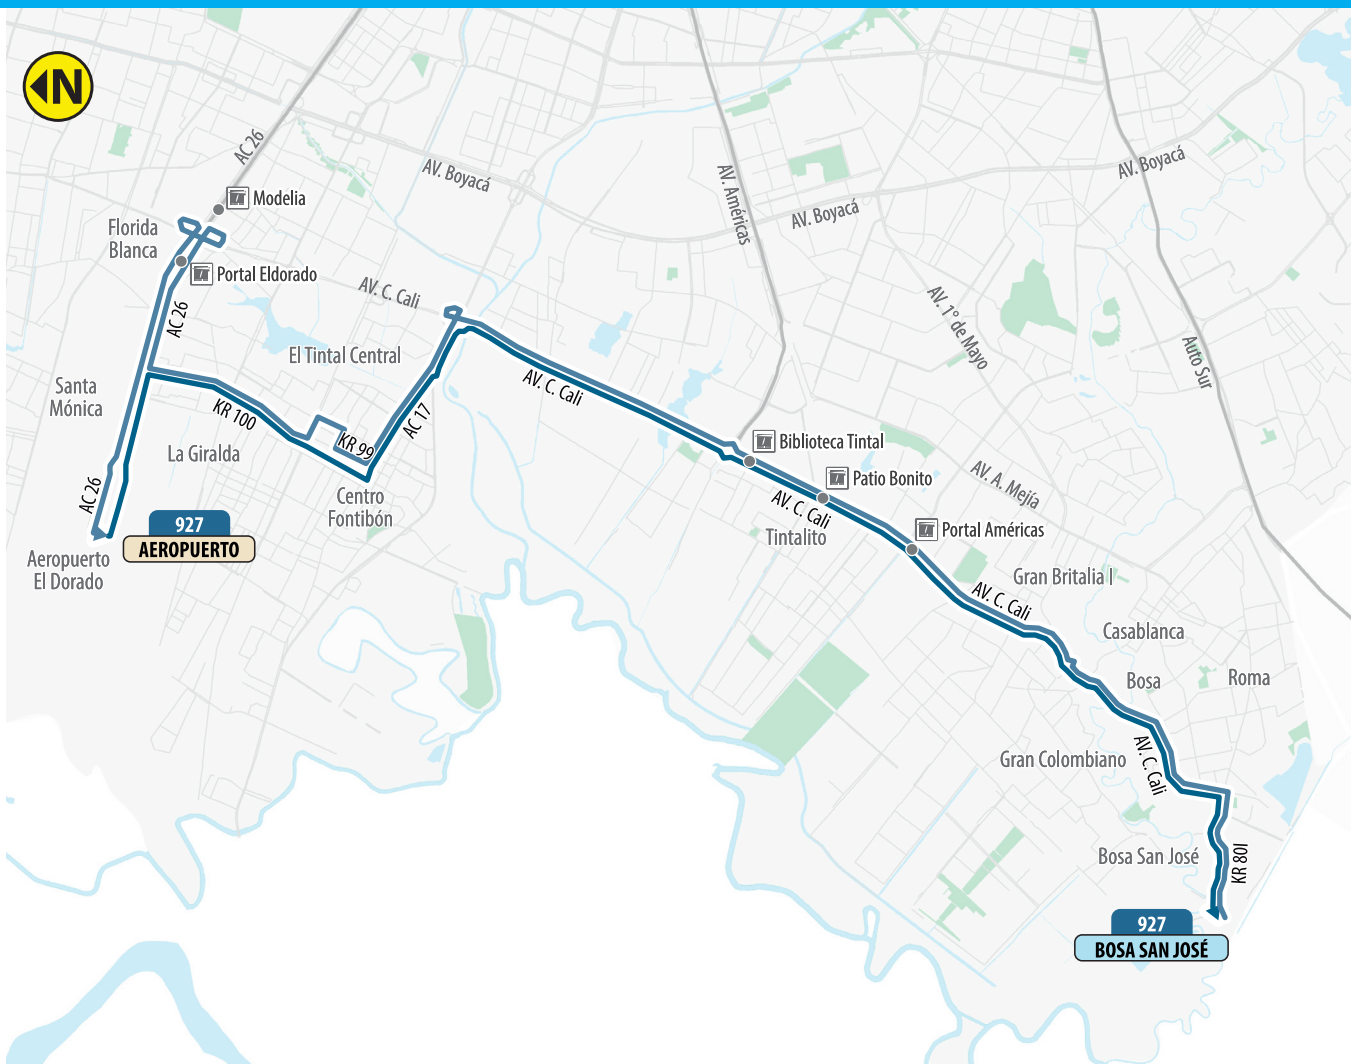 N
AC 26
AV. Boyacá
AV. Boyacá
AV. Américas
AV. Boyacá
Modelia
Florida
Blanca
Portal Eldorado
AV. C. Cali
AC 26
AV. 1° de Mayo
Auto Sur
El Tintal Central
Santa
Mónica
AV. C. Cali
KR 100
AC 17
KR 99
La Giralda
Biblioteca Tintal
Patio Bonito
AV. A. Mejía
AC 26
Centro
Fontibón
AV. C. Cali
Tintalito
Portal Américas
927
AEROPUERTO
Aeropuerto
El Dorado
Gran Britalia I
AV. C. Cali
Casablanca
Bosa
Roma
Gran Colombiano
AV. C. Cali
Bosa San José
KR 80I
927
BOSA SAN JOSÉ